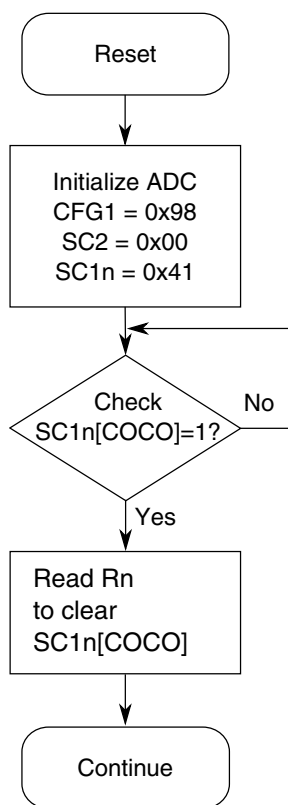 Reset
Initialize ADC
CFG1 = 0x98
SC2 = 0x00
SC1n = 0x41
Check
SC1n[COCO]=1?
No
Yes
Read Rn
to clear
SC1n[COCO]
Continue